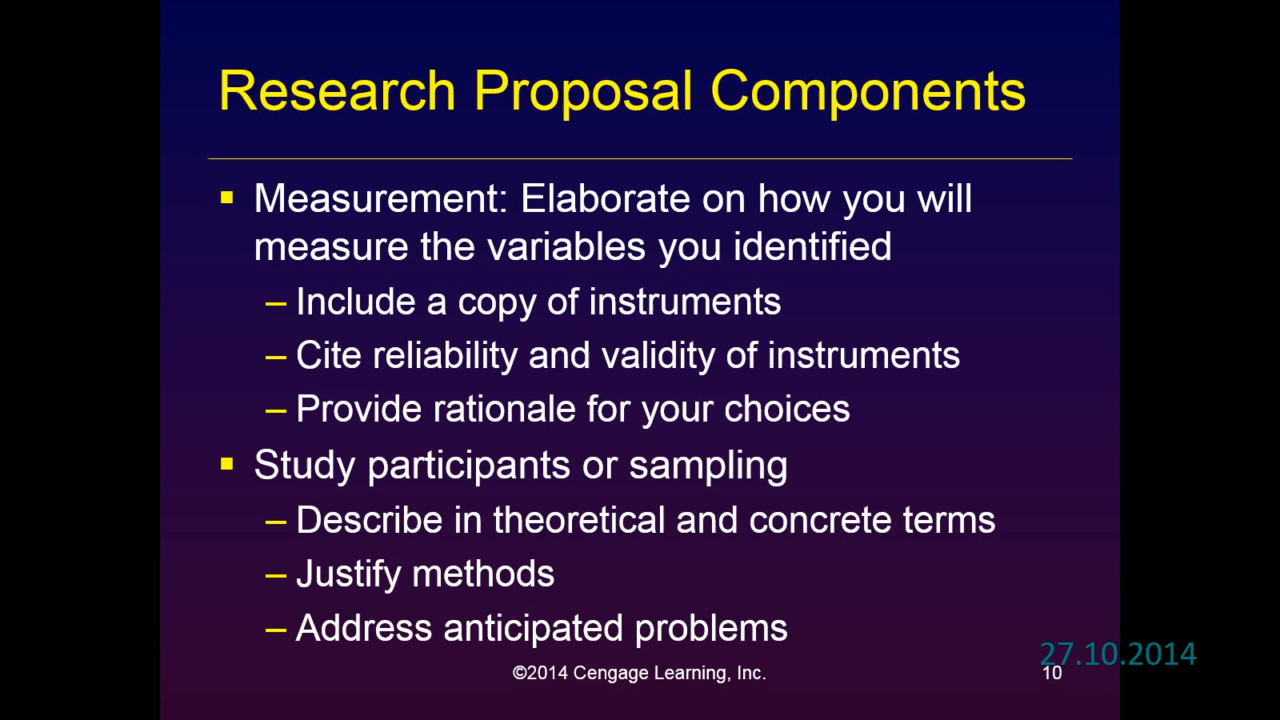 Research Proposal Components
▪ Measurement: Elaborate on how you will
measure the variables you identified
– Include a copy of instruments
– Cite reliability and validity of instruments
– Provide rationale for your choices
▪ Study participants or sampling
– Describe in theoretical and concrete terms
– Justify methods
– Address anticipated problems
27.10.2014
©2014 Cengage Learning, Inc.
10